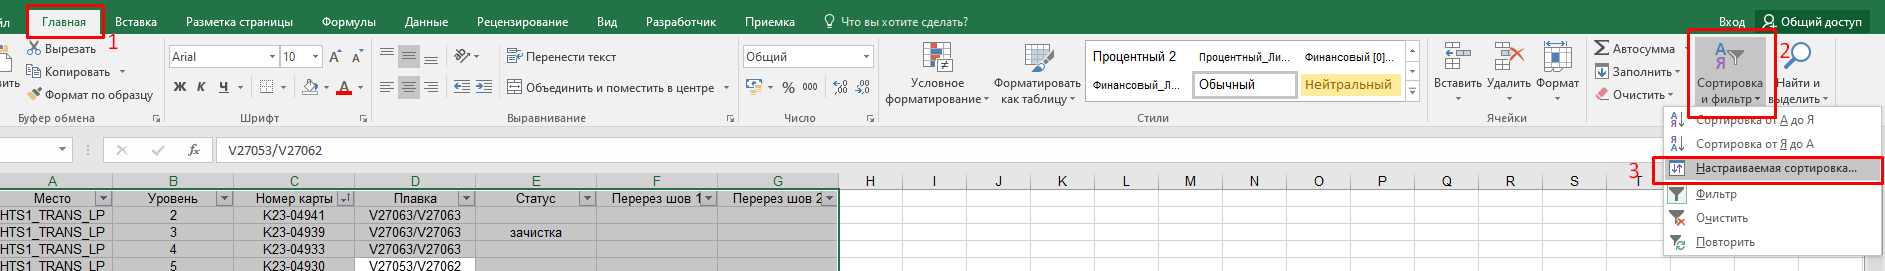 йл Главная Вставка Разметка страницы Формулы Данные Рецензирование Вид Разработчик Приемка Что вы хотите сделать? Вход Общий доступ
1
2
Вырезать
Копировать
Формат по образцу
Буфер обмена
Arial 10
Ж К Ч
Шрифт
Перенести текст
Объединить и поместить в центре
Выравнивание
Общий
% 000
Число
Условное форматирование
Форматировать как таблицу
Процентный 2 Процентный_Ли... Финансовый [0]...
Финансовый_Л... Обычный Нейтральный
Стили
Вставить Удалить Формат
Ячейки
Автосумма
Заполнить
Очистить
Сортировка и фильтр
Найти и выделить
Сортировка от А до Я
Сортировка от Я до А
3
Настраиваемая сортировка...
Фильтр
Очистить
Повторить
fx V27053/V27062
A B C D E F G H I J K L M N O P Q R S T
Место Уровень Номер карты Плавка Статус Перерез шов 1 Перерез шов 2
HTS1_TRANS_LP 2 K23-04941 V27063/V27063
HTS1_TRANS_LP 3 K23-04939 V27063/V27063 зачистка
HTS1_TRANS_LP 4 K23-04933 V27063/V27063
HTS1_TRANS_LP 5 K23-04930 V27053/V27062